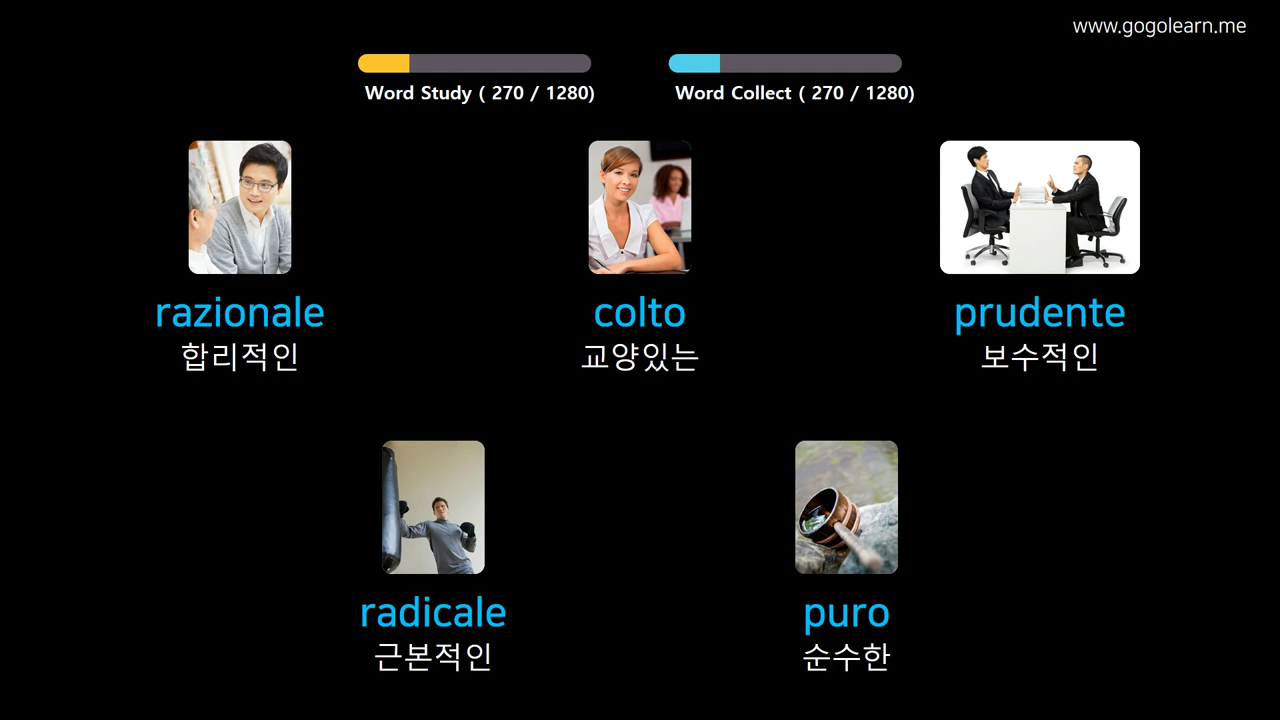 www.gogolearn.me
Word Study ( 270 / 1280)
Word Collect ( 270 / 1280)
razionale
합리적인
colto
교양있는
prudente
보수적인
radicale
근본적인
puro
순수한